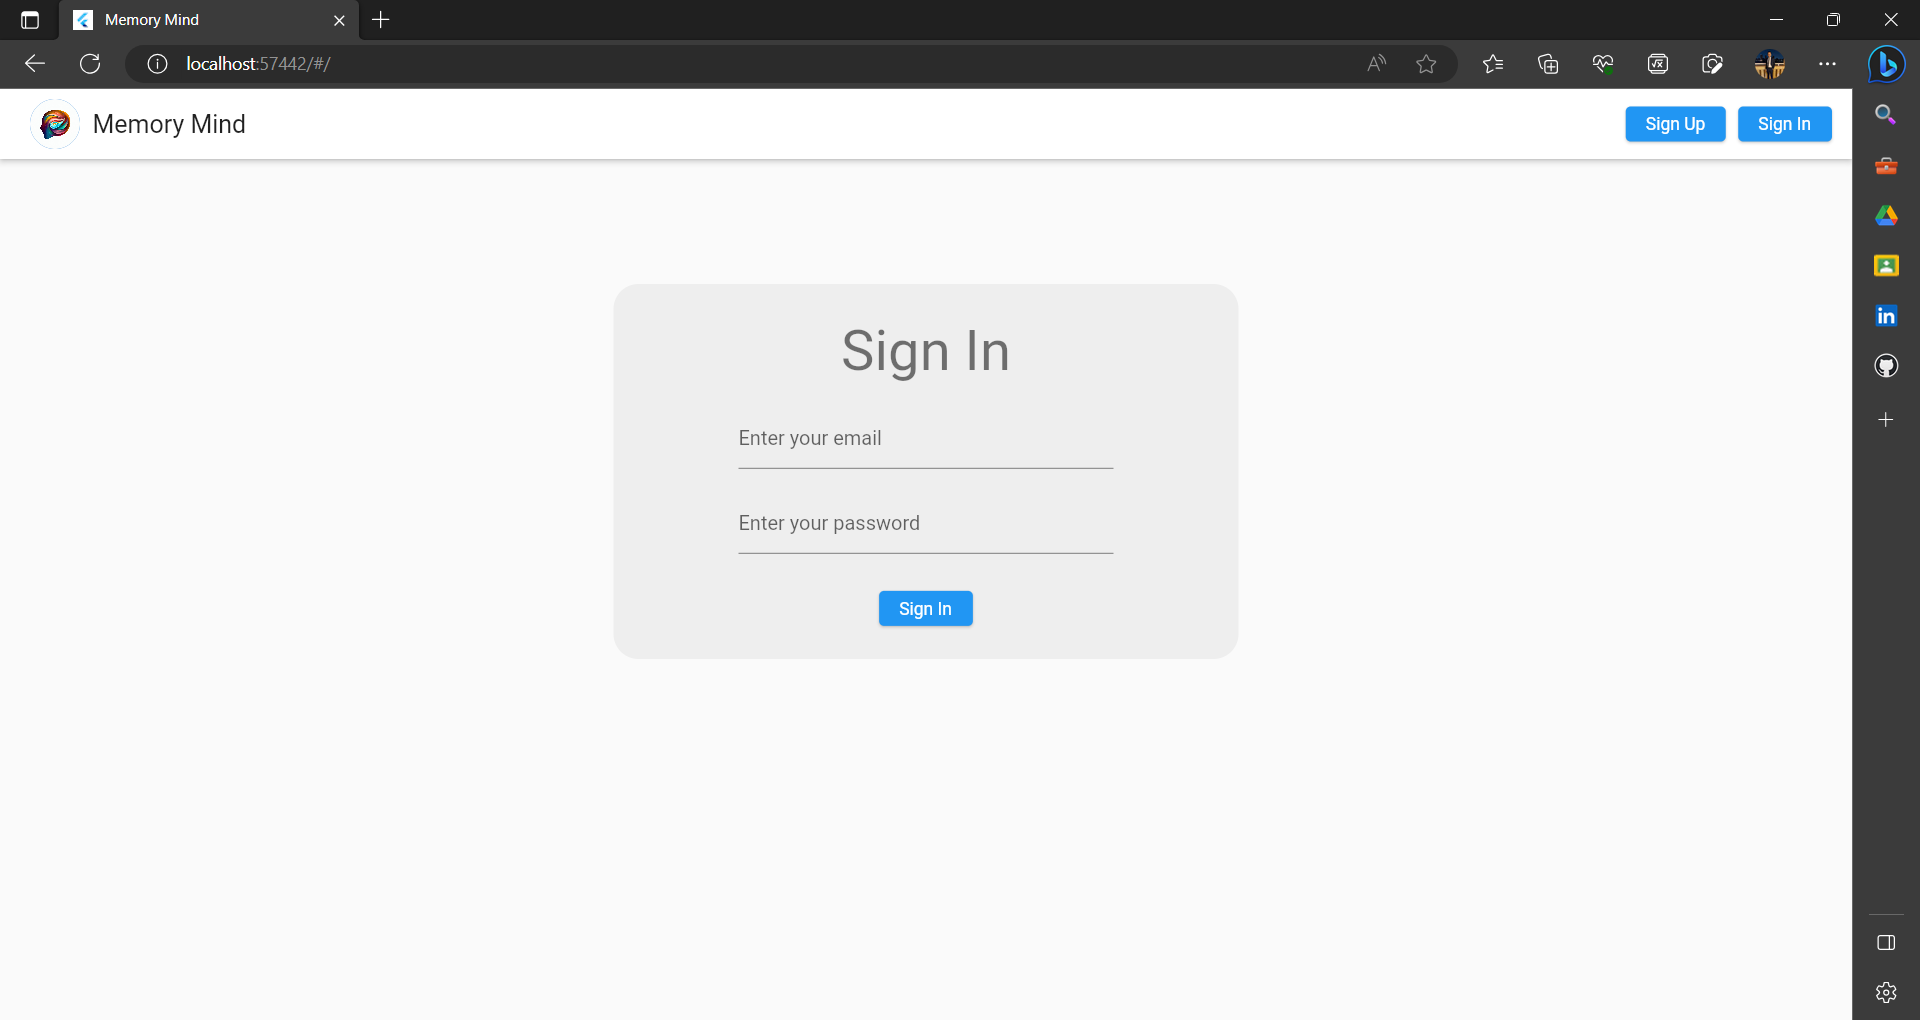 Memory Mind
localhost:57442/#/
Memory Mind
Sign Up
Sign In
Sign In
Enter your email
Enter your password
Sign In